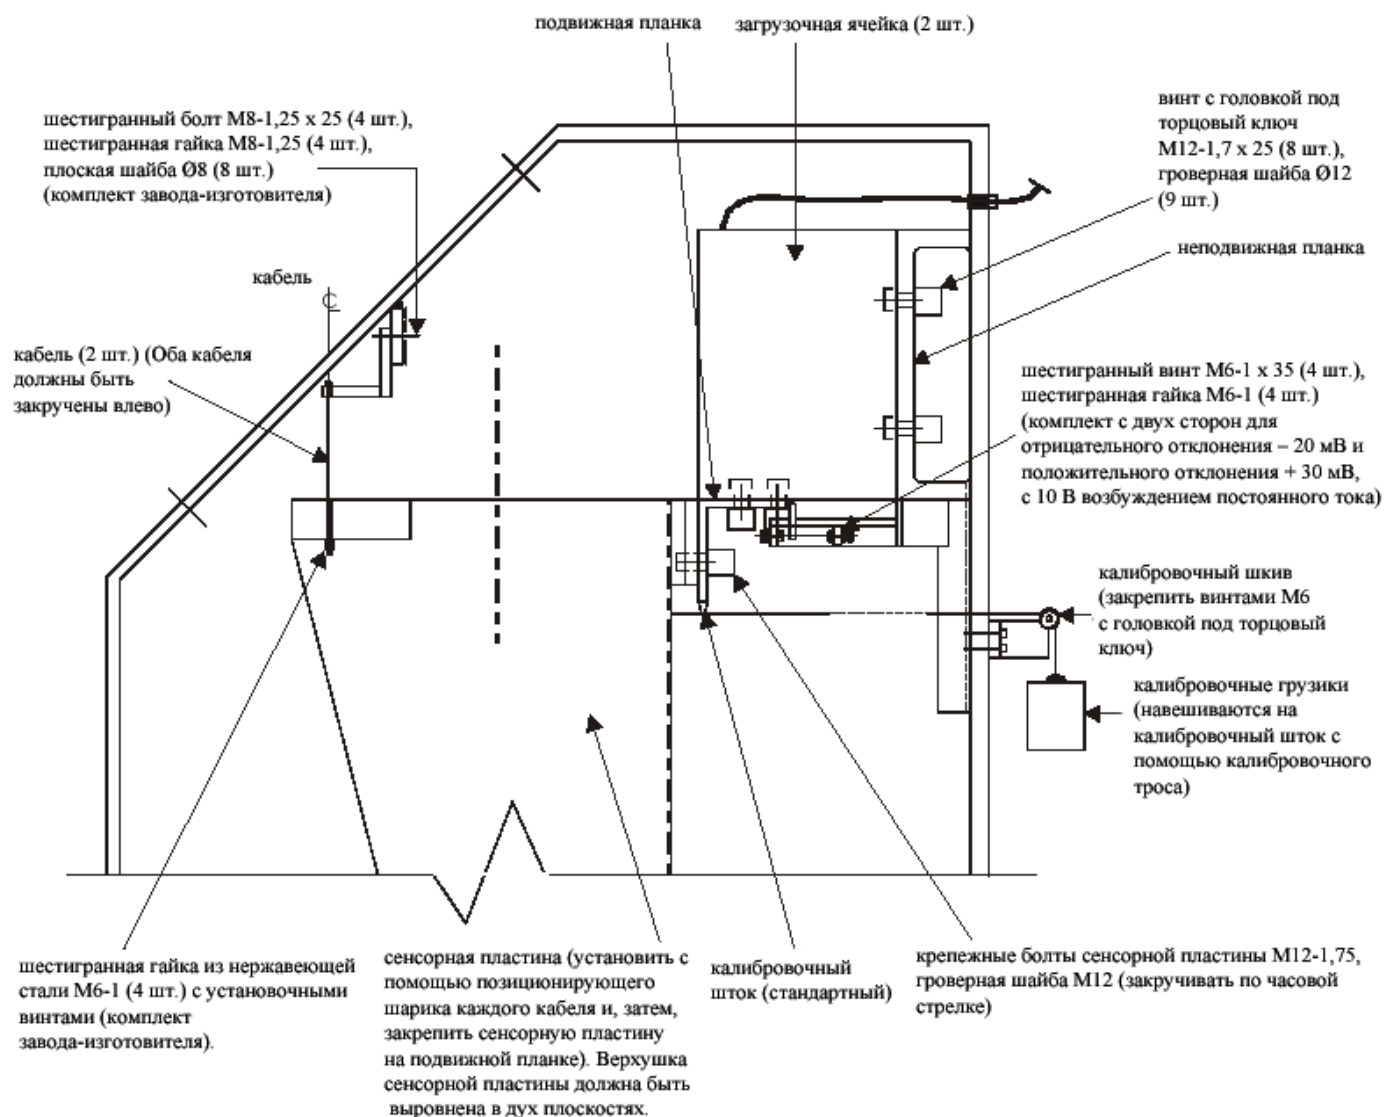 подвижная планка
загрузочная ячейка (2 шт.)
шестигранный болт М8-1,25 х 25 (4 шт.),
шестигранная гайка М8-1,25 (4 шт.),
плоская шайба Ø8 (8 шт.)
(комплект завода-изготовителя)
винт с головкой под
торцовый ключ
М12-1,7 х 25 (8 шт.),
гроверная шайба Ø12
(9 шт.)
неподвижная планка
кабель
℄
кабель (2 шт.) (Оба кабеля
должны быть
закручены влево)
шестигранный винт М6-1 х 35 (4 шт.),
шестигранная гайка М6-1 (4 шт.)
(комплект с двух сторон для
отрицательного отклонения – 20 мВ и
положительного отклонения + 30 мВ,
с 10 В возбуждением постоянного тока)
калибровочный шкив
(закрепить винтами М6
с головкой под торцовый
ключ)
калибровочные грузики
(навешиваются на
калибровочный шток с
помощью калибровочного
троса)
шестигранная гайка из нержавеющей
стали М6-1 (4 шт.) с установочными
винтами (комплект
завода-изготовителя).
сенсорная пластина (установить с
помощью позиционирующего
шарика каждого кабеля и, затем,
закрепить сенсорную пластину
на подвижной планке). Верхушка
сенсорной пластины должна быть
выровнена в дух плоскостях.
калибровочный
шток (стандартный)
крепежные болты сенсорной пластины М12-1,75,
гроверная шайба М12 (закручивать по часовой
стрелке)